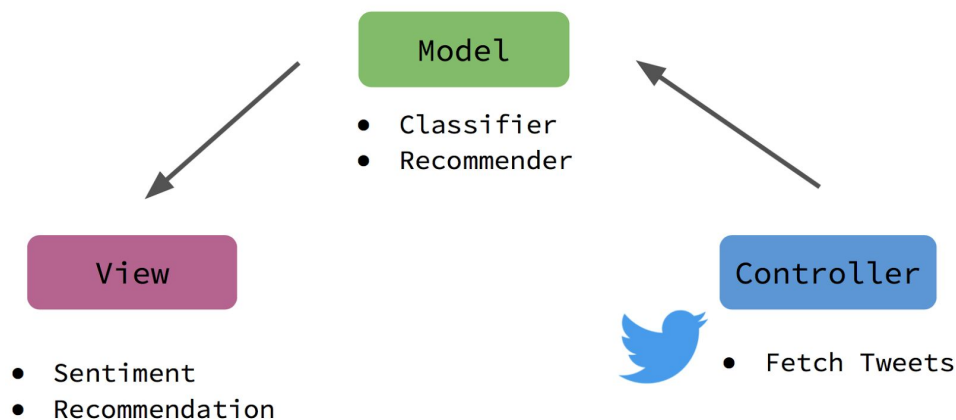 Model
● Classifier
● Recommender
View
● Sentiment
● Recommendation
Controller
● Fetch Tweets